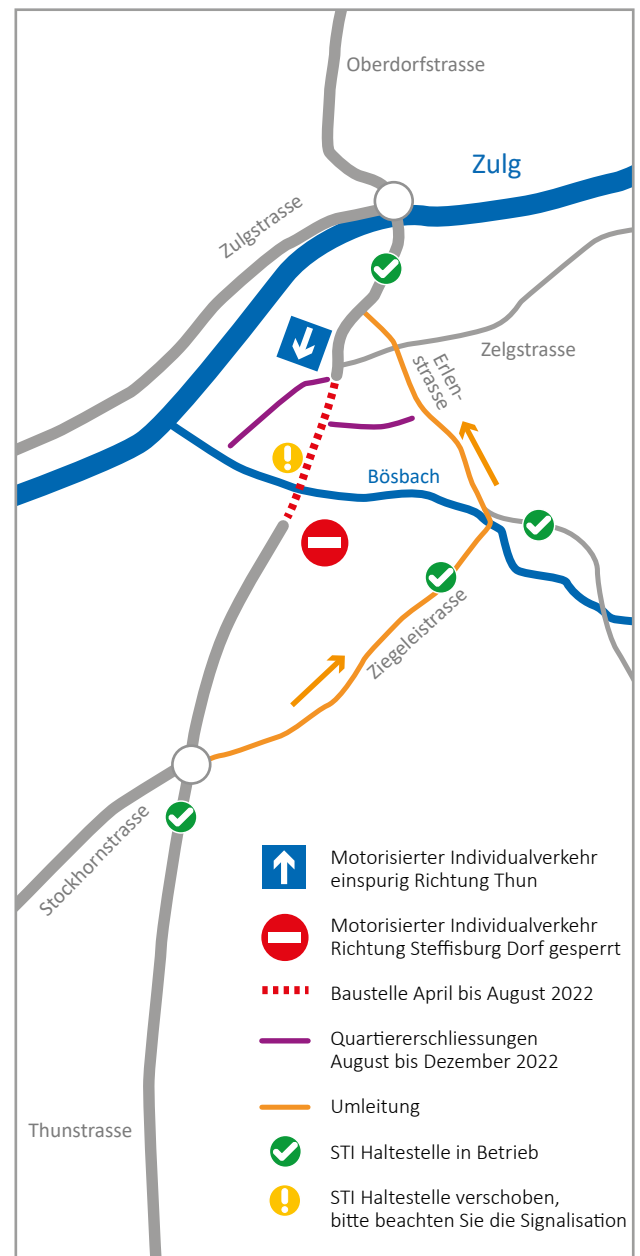 Oberdorfstrasse
Zulg
Zulgstrasse
Zelgstrasse
Erlen-
strasse
Bösbach
Ziegeleistrasse
Stockhornstrasse
Motorisierter Individualverkehr
einspurig Richtung Thun
Motorisierter Individualverkehr
Richtung Steffisburg Dorf gesperrt
Baustelle April bis August 2022
Quartiererschliessungen
August bis Dezember 2022
Umleitung
Thunstrasse
STI Haltestelle in Betrieb
STI Haltestelle verschoben,
bitte beachten Sie die Signalisation